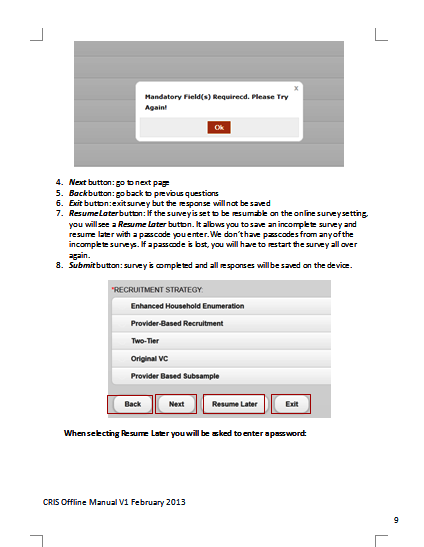 x
Mandatory Field(s) Requirecd. Please Try
Again!
Ok
4. Next button: go to next page
5. Back button: go back to previous questions
6. Exit button: exit survey but the response will not be saved
7. Resume Later button: If the survey is set to be resumable on the online survey setting,
you will see a Resume Later button. It allows you to save an incomplete survey and
resume later with a passcode you enter. We don't have passcodes from any of the
incomplete surveys. If a passcode is lost, you will have to restart the survey all over
again.
8. Submit button: survey is completed and all responses will be saved on the device.
*RECRUITMENT STRATEGY:
Enhanced Household Enumeration
Provider-Based Recruitment
Two-Tier
Original VC
Provider Based Subsample
Back Next Resume Later Exit
When selecting Resume Later you will be asked to enter a password:
CRIS Offline Manual V1 February 2013
9